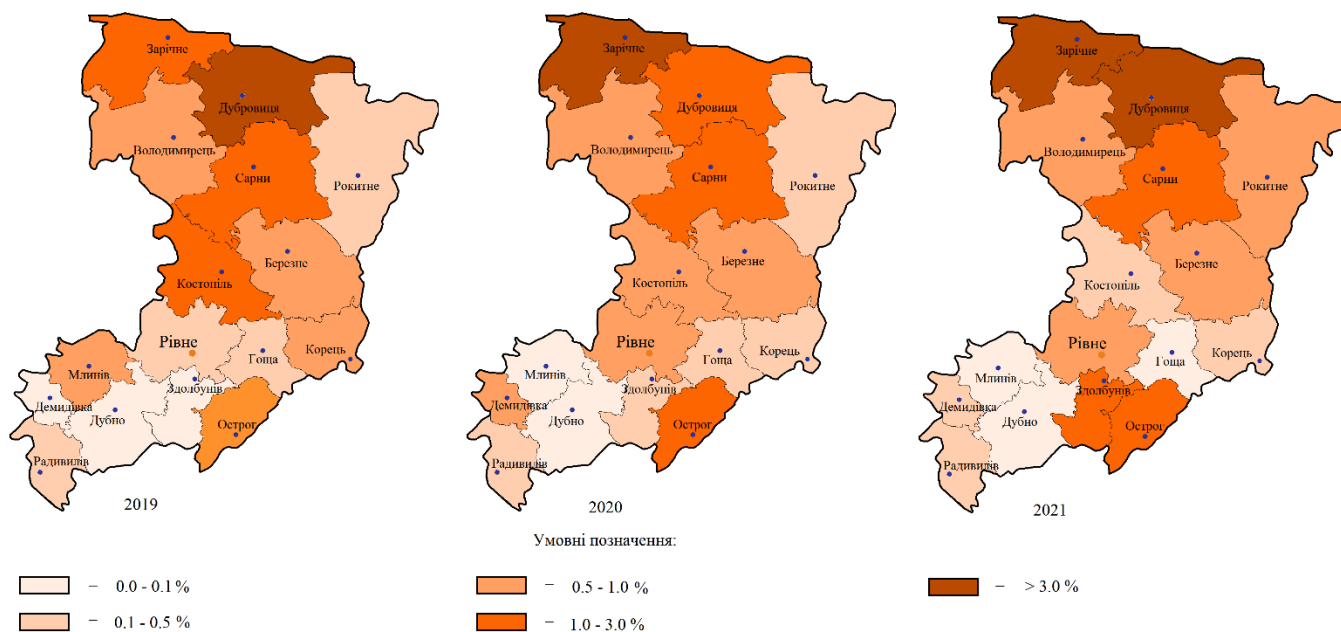 Зарічне
Дубровиця
Володимирець
Сарни
Рокитне
Березне
Костопіль
Рівне
Гоща
Корець
Млинів
Здолбунів
Демидівка
Дубно
Острог
Радивилів
2019
Зарічне
Дубровиця
Володимирець
Сарни
Рокитне
Березне
Костопіль
Рівне
Гоща
Корець
Млинів
Здолбунів
Демидівка
Дубно
Острог
Радивилів
2020
Зарічне
Дубровиця
Володимирець
Сарни
Рокитне
Березне
Костопіль
Рівне
Гоща
Корець
Млинів
Здолбунів
Демидівка
Дубно
Острог
Радивилів
2021
Умовні позначення:
– 0.0 - 0.1 %
– 0.1 - 0.5 %
– 0.5 - 1.0 %
– 1.0 - 3.0 %
– > 3.0 %